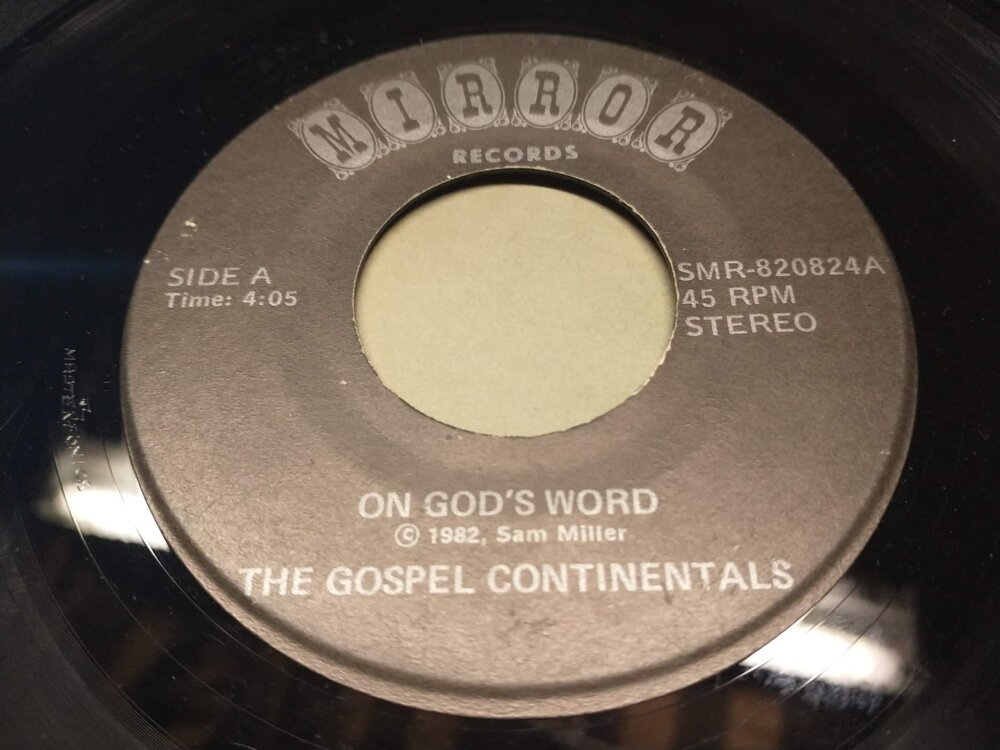 MIRROR
RECORDS
SIDE A
Time: 4:05
SMR-820824A
45 RPM
STEREO
ON GOD'S WORD
© 1982, Sam Miller
THE GOSPEL CONTINENTALS